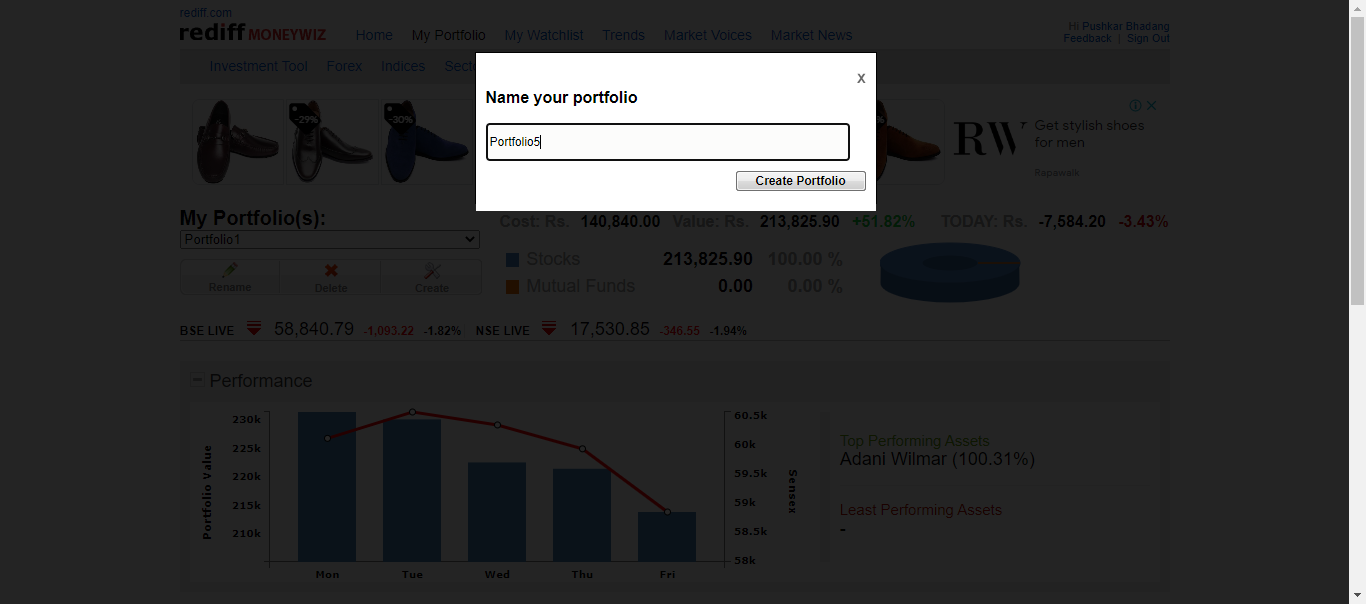 rediff.com
rediff MONEYWIZ
Home My Portfolio My Watchlist Trends Market Voices Market News
Hi Pushkar Bhadang
Feedback | Sign Out
Investment Tool Forex Indices Secto
x
Name your portfolio
Portfolio5
Create Portfolio
-29% -30% %
RW T
Get stylish shoes
for men
Rapawalk
My Portfolio(s):
Portfolio1
Rename Delete Create
Cost: Rs. 140,840.00 Value: Rs. 213,825.90 +51.82% TODAY: Rs. -7,584.20 -3.43%
Stocks 213,825.90 100.00 %
Mutual Funds 0.00 0.00 %
BSE LIVE 58,840.79 -1,093.22 -1.82% NSE LIVE 17,530.85 -346.55 -1.94%
Performance
Portfolio Value
230k
225k
220k
215k
210k
Mon Tue Wed Thu Fri
60.5k
60k
59.5k
59k
58.5k
58k
Sensex
Top Performing Assets
Adani Wilmar (100.31%)
Least Performing Assets
-